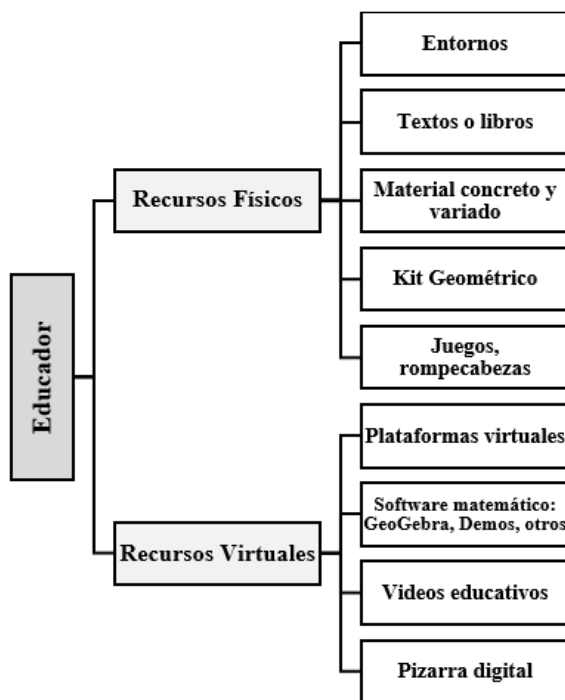 Educador
Recursos Físicos
Entornos
Textos o libros
Material concreto y
variado
Kit Geométrico
Juegos,
rompecabezas
Recursos Virtuales
Plataformas virtuales
Software matemático:
GeoGebra, Demos, otros
Videos educativos
Pizarra digital